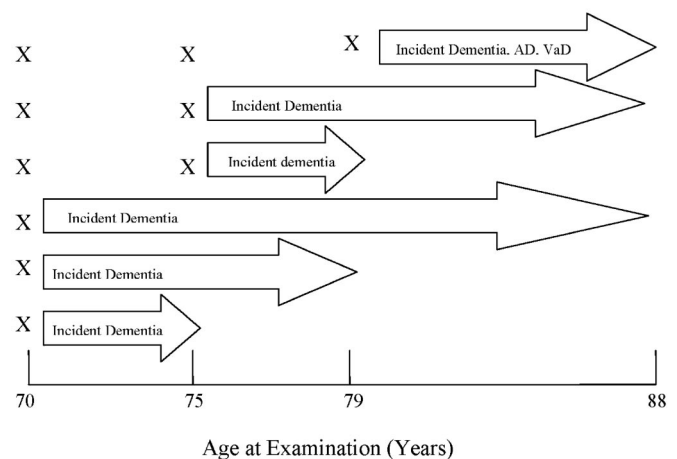 X X X Incident Dementia. AD. VaD
X X Incident Dementia
X X Incident dementia
X Incident Dementia
X Incident Dementia
X Incident Dementia
70 75 79 88
Age at Examination (Years)